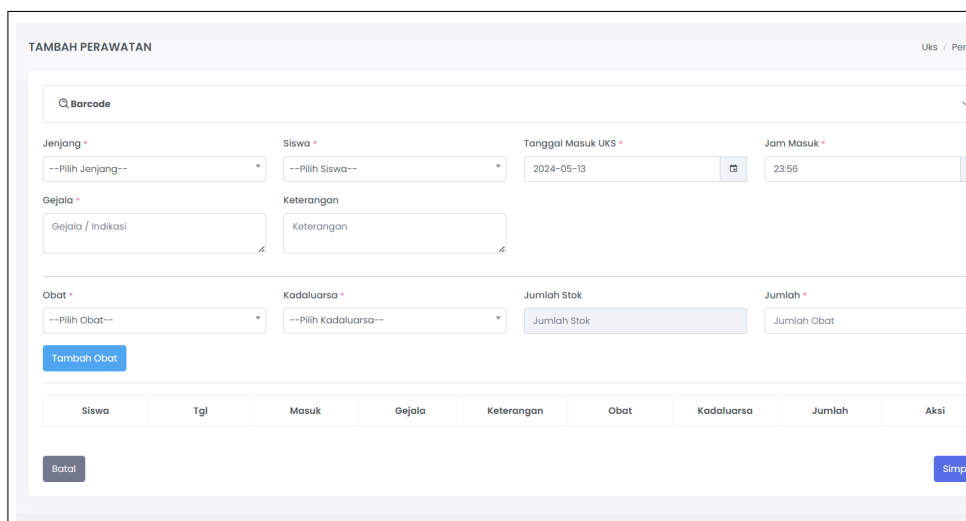 TAMBAH PERAWATAN
Uks / Per
Barcode
Jenjang * Siswa * Tanggal Masuk UKS * Jam Masuk *
--Pilih Jenjang-- --Pilih Siswa-- 2024-05-13 23:56
Gejala * Keterangan
Gejala / Indikasi Keterangan
Obat * Kadaluarsa * Jumlah Stok Jumlah *
--Pilih Obat-- --Pilih Kadaluarsa-- Jumlah Stok Jumlah Obat
Tambah Obat
Siswa Tgl Masuk Gejala Keterangan Obat Kadaluarsa Jumlah Aksi
Batal Simp